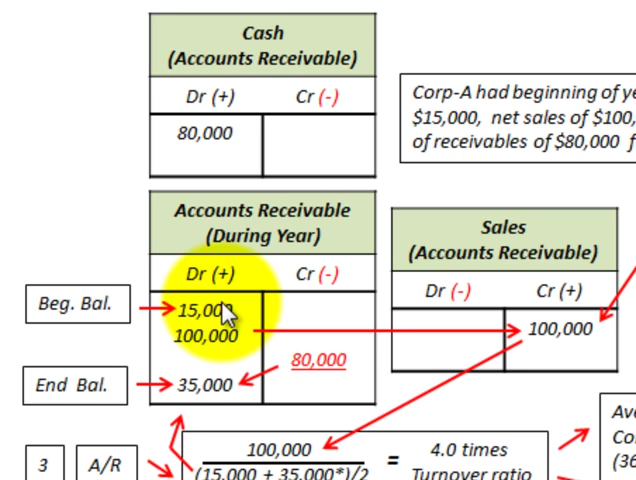 Cash
(Accounts Receivable)
Dr (+) Cr (-)
80,000
Corp-A had beginning of ye
$15,000, net sales of $100,
of receivables of $80,000 f
Accounts Receivable
(During Year)
Dr (+) Cr (-)
Sales
(Accounts Receivable)
Dr (-) Cr (+)
Beg. Bal.
15,000
100,000
100,000
80,000
End Bal.
35,000
3
A/R
100,000
(15,000 + 35,000*)/2
=
4.0 times
Turnover ratio
Ave
Co
(36